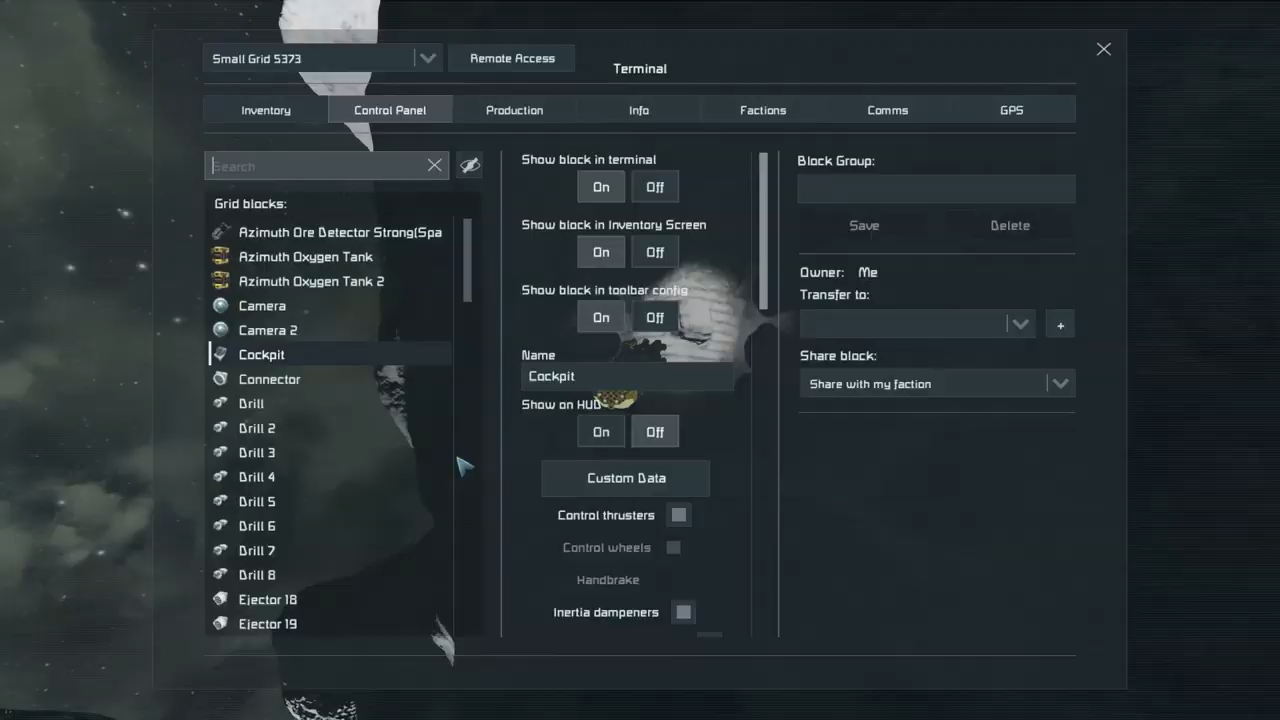 Small Grid 5373
Remote Access
Terminal
Inventory
Control Panel
Production
Info
Factions
Comms
GPS
Search
Grid blocks:
Azimuth Ore Detector Strong(Spa
Azimuth Oxygen Tank
Azimuth Oxygen Tank 2
Camera
Camera 2
Cockpit
Connector
Drill
Drill 2
Drill 3
Drill 4
Drill 5
Drill 6
Drill 7
Drill 8
Ejector 18
Ejector 19
Show block in terminal
On Off
Show block in Inventory Screen
On Off
Show block in toolbar config
On Off
Name
Cockpit
Show on HUD
On Off
Custom Data
Control thrusters
Control wheels
Handbrake
Inertia dampeners
Block Group:
Save
Delete
Owner: Me
Transfer to:
+
Share block:
Share with my faction